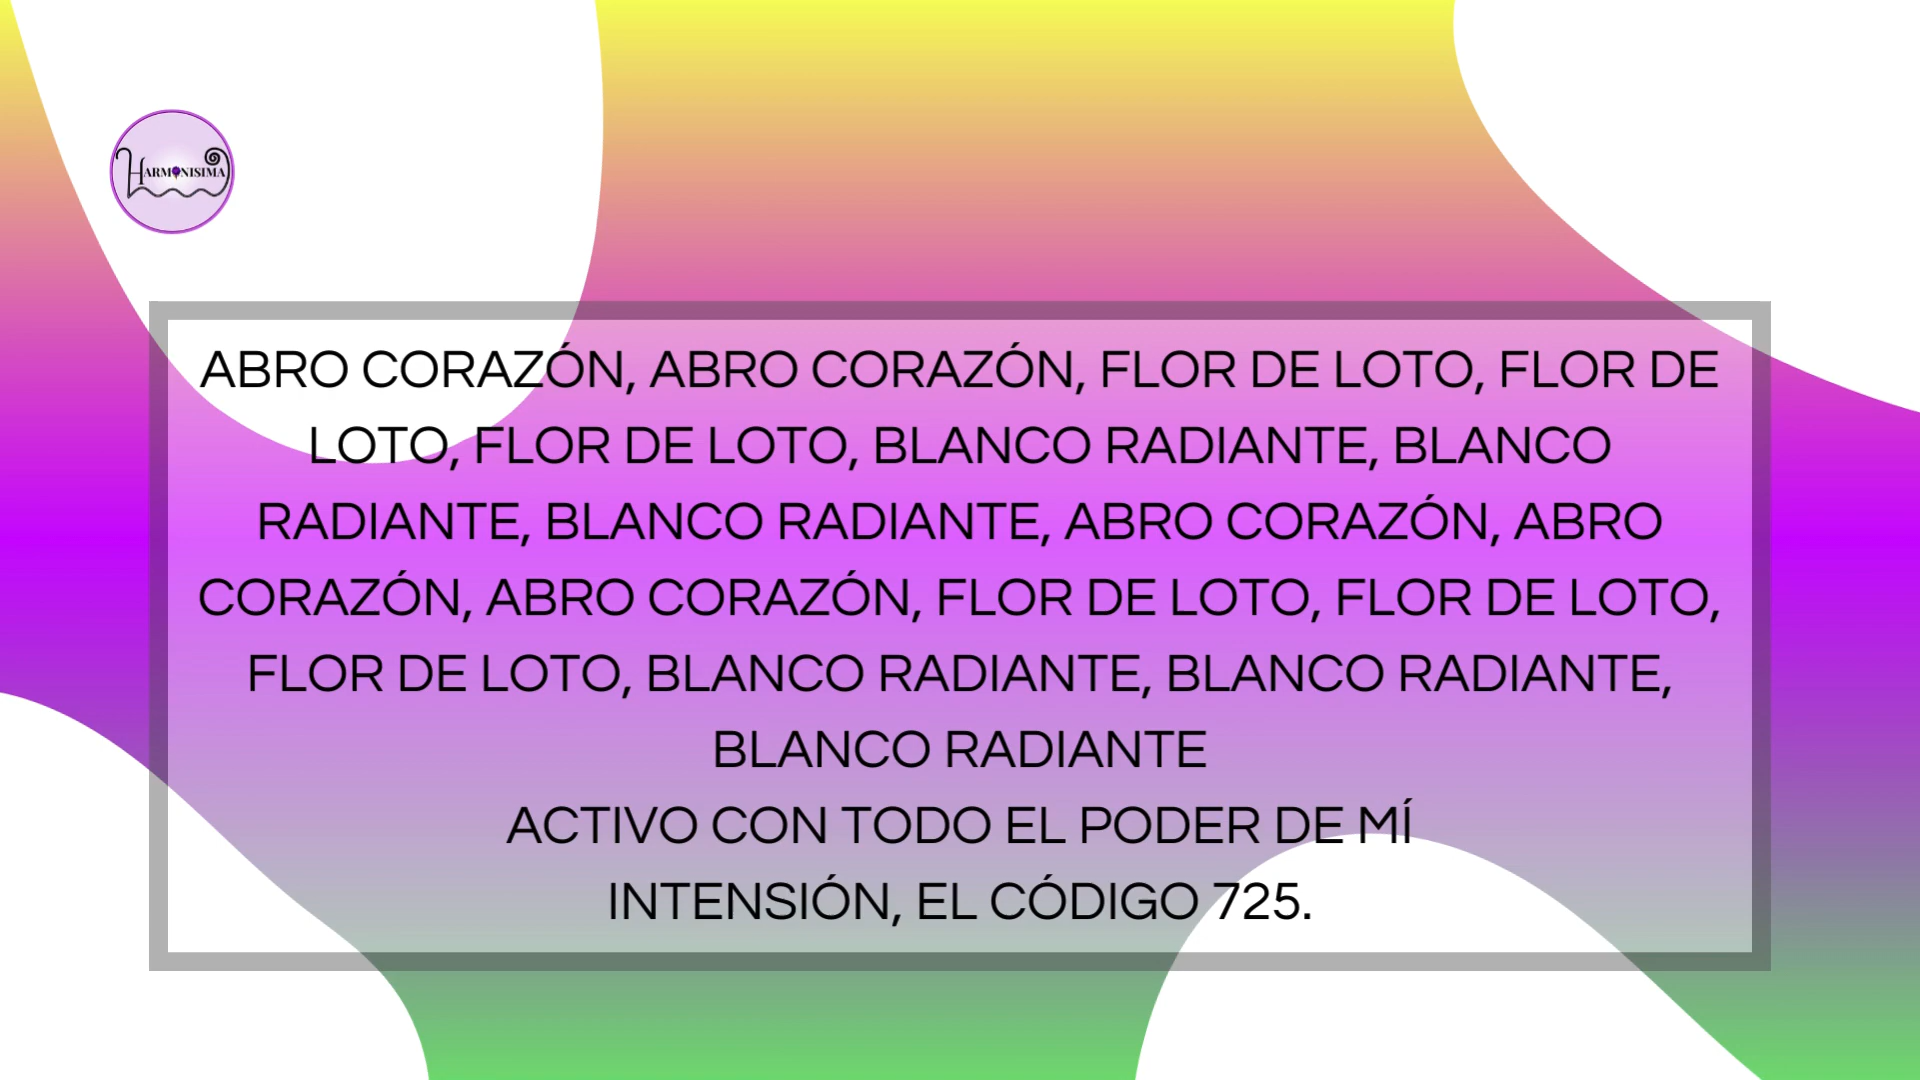 HARMONISIMA
ABRO CORAZÓN, ABRO CORAZÓN, FLOR DE LOTO, FLOR DE
LOTO, FLOR DE LOTO, BLANCO RADIANTE, BLANCO
RADIANTE, BLANCO RADIANTE, ABRO CORAZÓN, ABRO
CORAZÓN, ABRO CORAZÓN, FLOR DE LOTO, FLOR DE LOTO,
FLOR DE LOTO, BLANCO RADIANTE, BLANCO RADIANTE,
BLANCO RADIANTE
ACTIVO CON TODO EL PODER DE MÍ
INTENSIÓN, EL CÓDIGO 725.